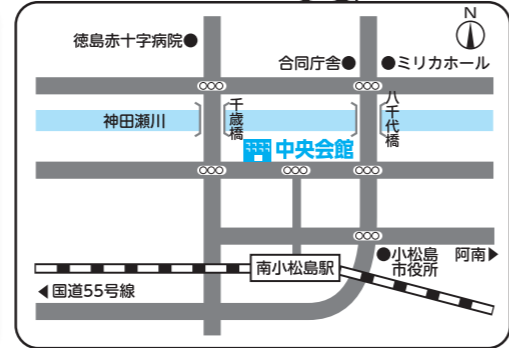 N
徳島赤十字病院●
合同庁舎● ●ミリカホール
神田瀬川
千歳橋
八千代橋
中央会館
●小松島市役所
阿南▶
南小松島駅
◀国道55号線